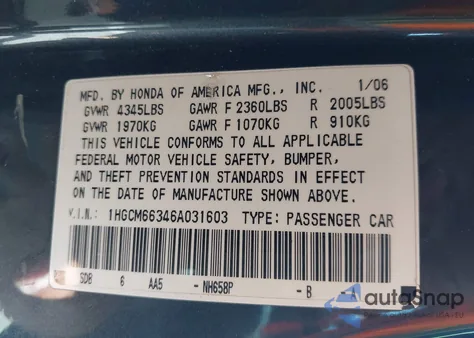 MFD. BY HONDA OF AMERICA MFG., INC. 1/06
GVWR 4345LBS GAWR F 2360LBS R 2005LBS
GVWR 1970KG GAWR F 1070KG R 910KG
THIS VEHICLE CONFORMS TO ALL APPLICABLE
FEDERAL MOTOR VEHICLE SAFETY, BUMPER,
AND THEFT PREVENTION STANDARDS IN EFFECT
ON THE DATE OF MANUFACTURE SHOWN ABOVE.
V.I.N.: 1HGCM66346A031603 TYPE: PASSENGER CAR
SDB 6 AA5 - NH658P - B - A
autoSnap